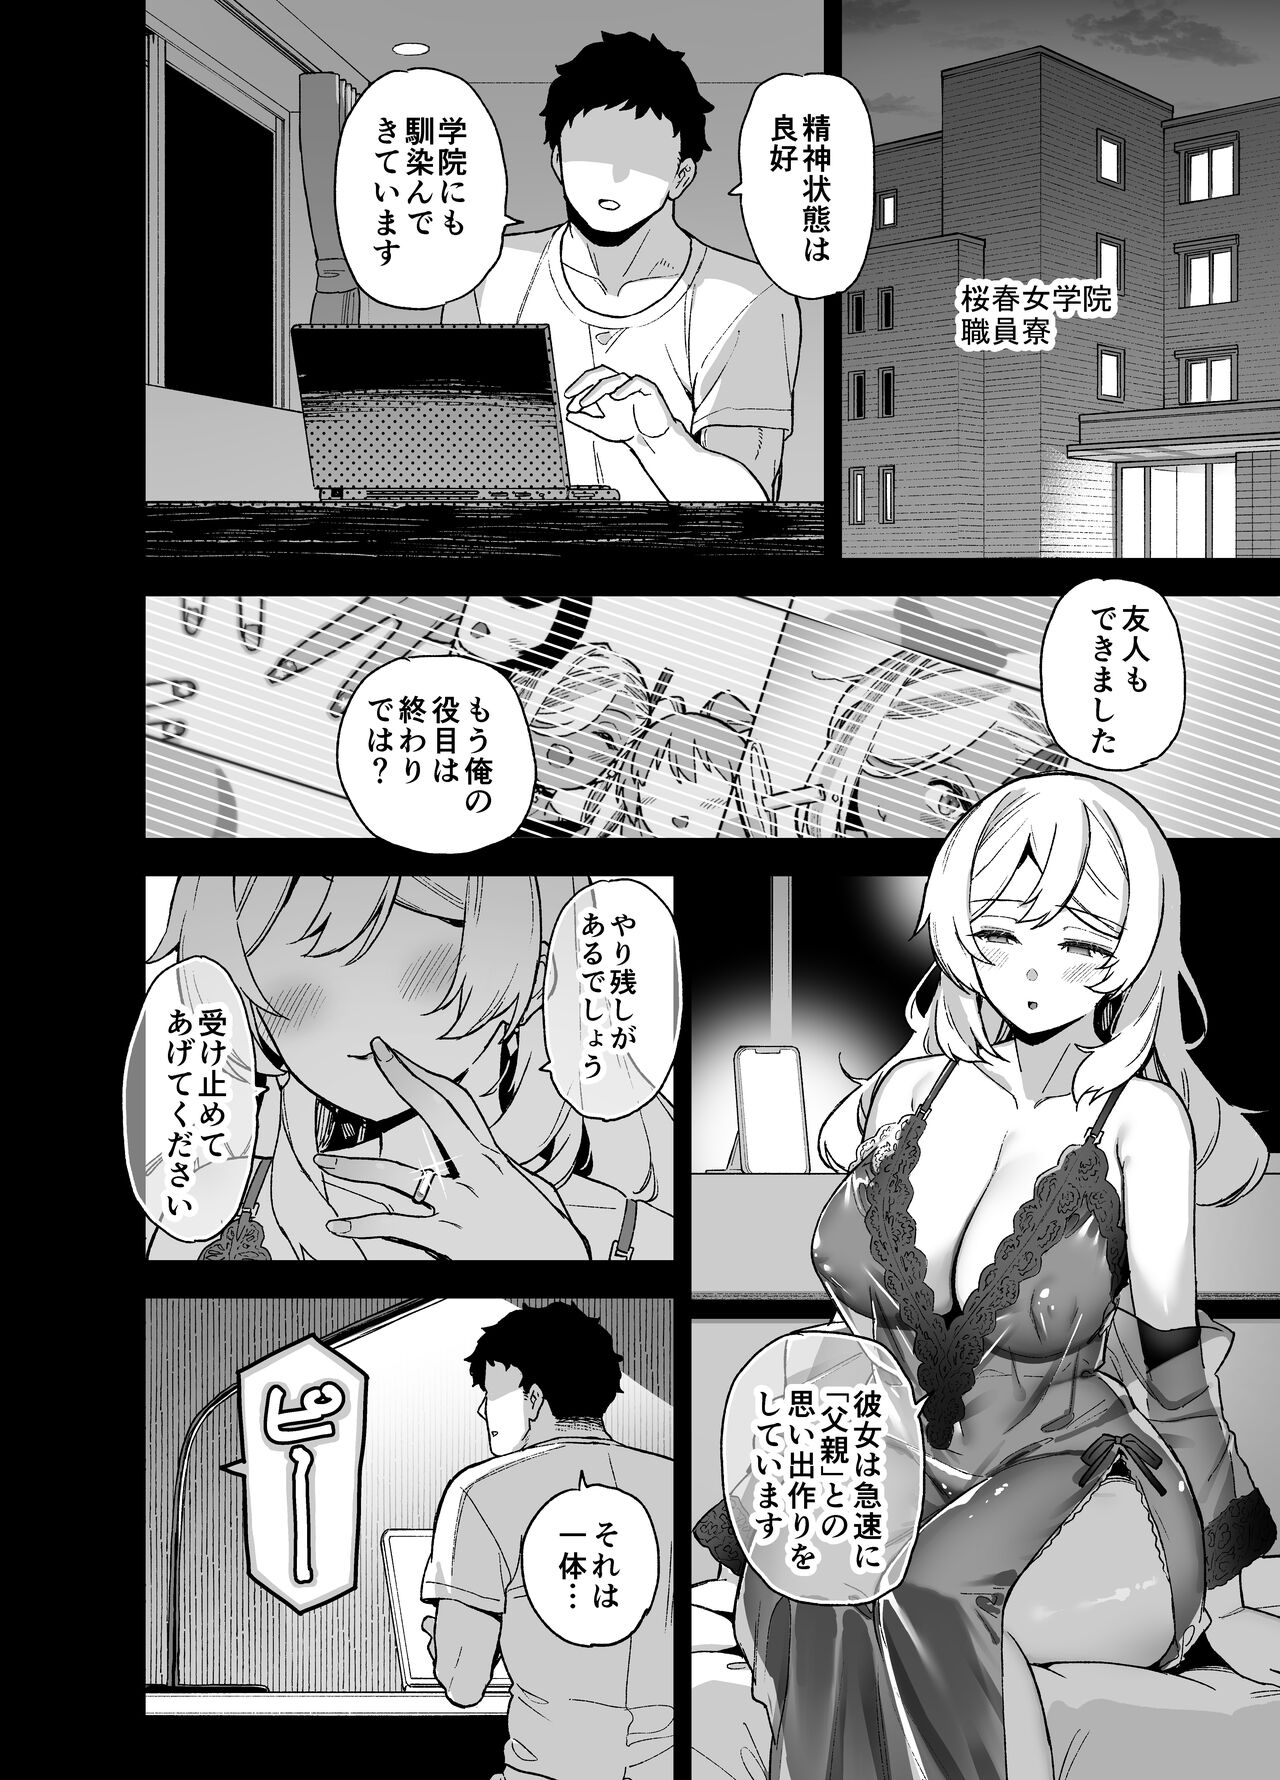 桜春女学院
職員寮
精神状態は
良好
学院にも
馴染んで
きています
友人も
できました
もう俺の
役目は
終わり
では？
彼女は急速に
「父親」との
思い出作りを
しています
やり残しが
あるでしょう
受け止めて
あげてください
それは
一体…
ピー